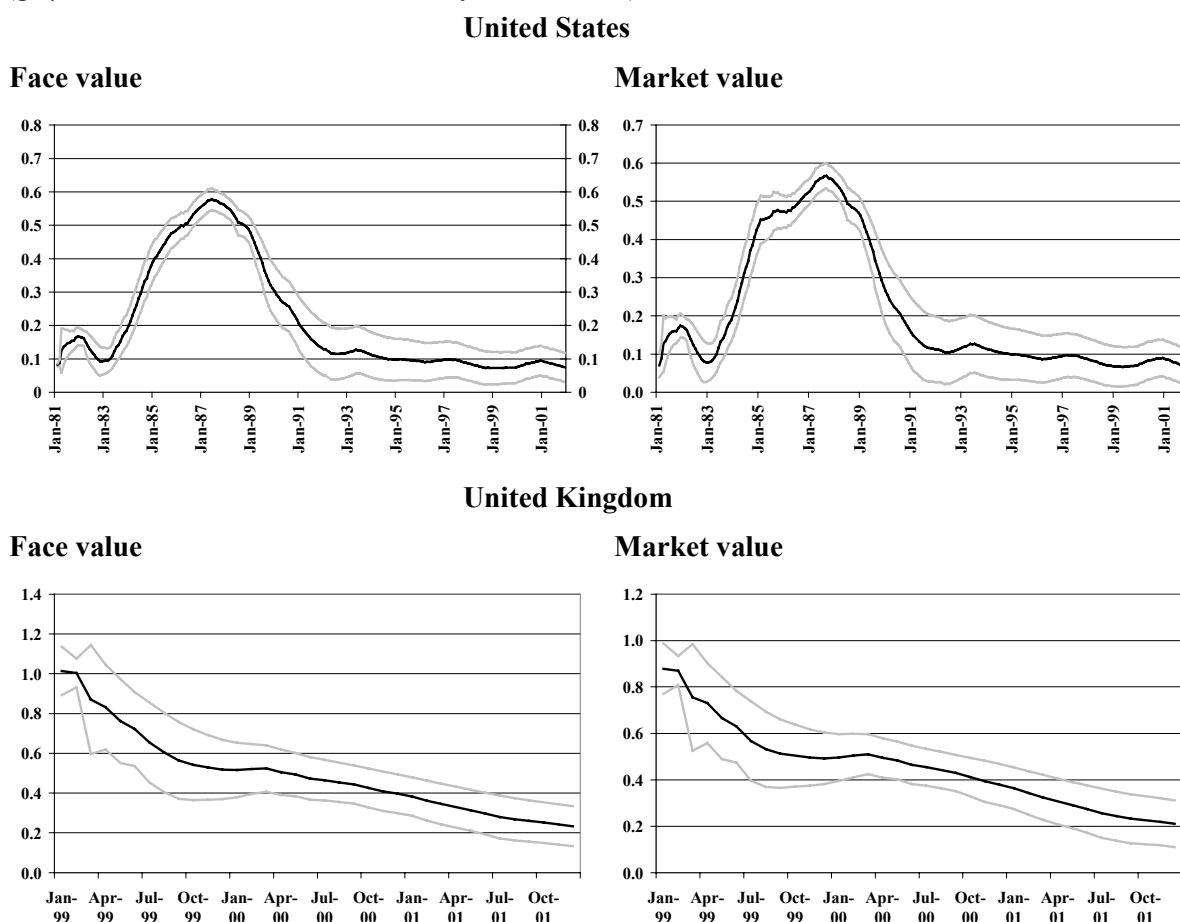 United States
Face value
Market value
0.8
0.7
0.6
0.5
0.4
0.3
0.2
0.1
0
0.8
0.7
0.6
0.5
0.4
0.3
0.2
0.1
0
Jan-81
Jan-83
Jan-85
Jan-87
Jan-89
Jan-91
Jan-93
Jan-95
Jan-97
Jan-99
Jan-01
0.7
0.6
0.5
0.4
0.3
0.2
0.1
0.0
Jan-81
Jan-83
Jan-85
Jan-87
Jan-89
Jan-91
Jan-93
Jan-95
Jan-97
Jan-99
Jan-01
United Kingdom
Face value
Market value
1.4
1.2
1.0
0.8
0.6
0.4
0.2
0.0
Jan- Apr- Jul- Oct- Jan- Apr- Jul- Oct- Jan- Apr- Jul- Oct-
99 99 99 99 00 00 00 00 01 01 01 01
1.2
1.0
0.8
0.6
0.4
0.2
0.0
Jan- Apr- Jul- Oct- Jan- Apr- Jul- Oct- Jan- Apr- Jul- Oct-
99 99 99 99 00 00 00 00 01 01 01 01